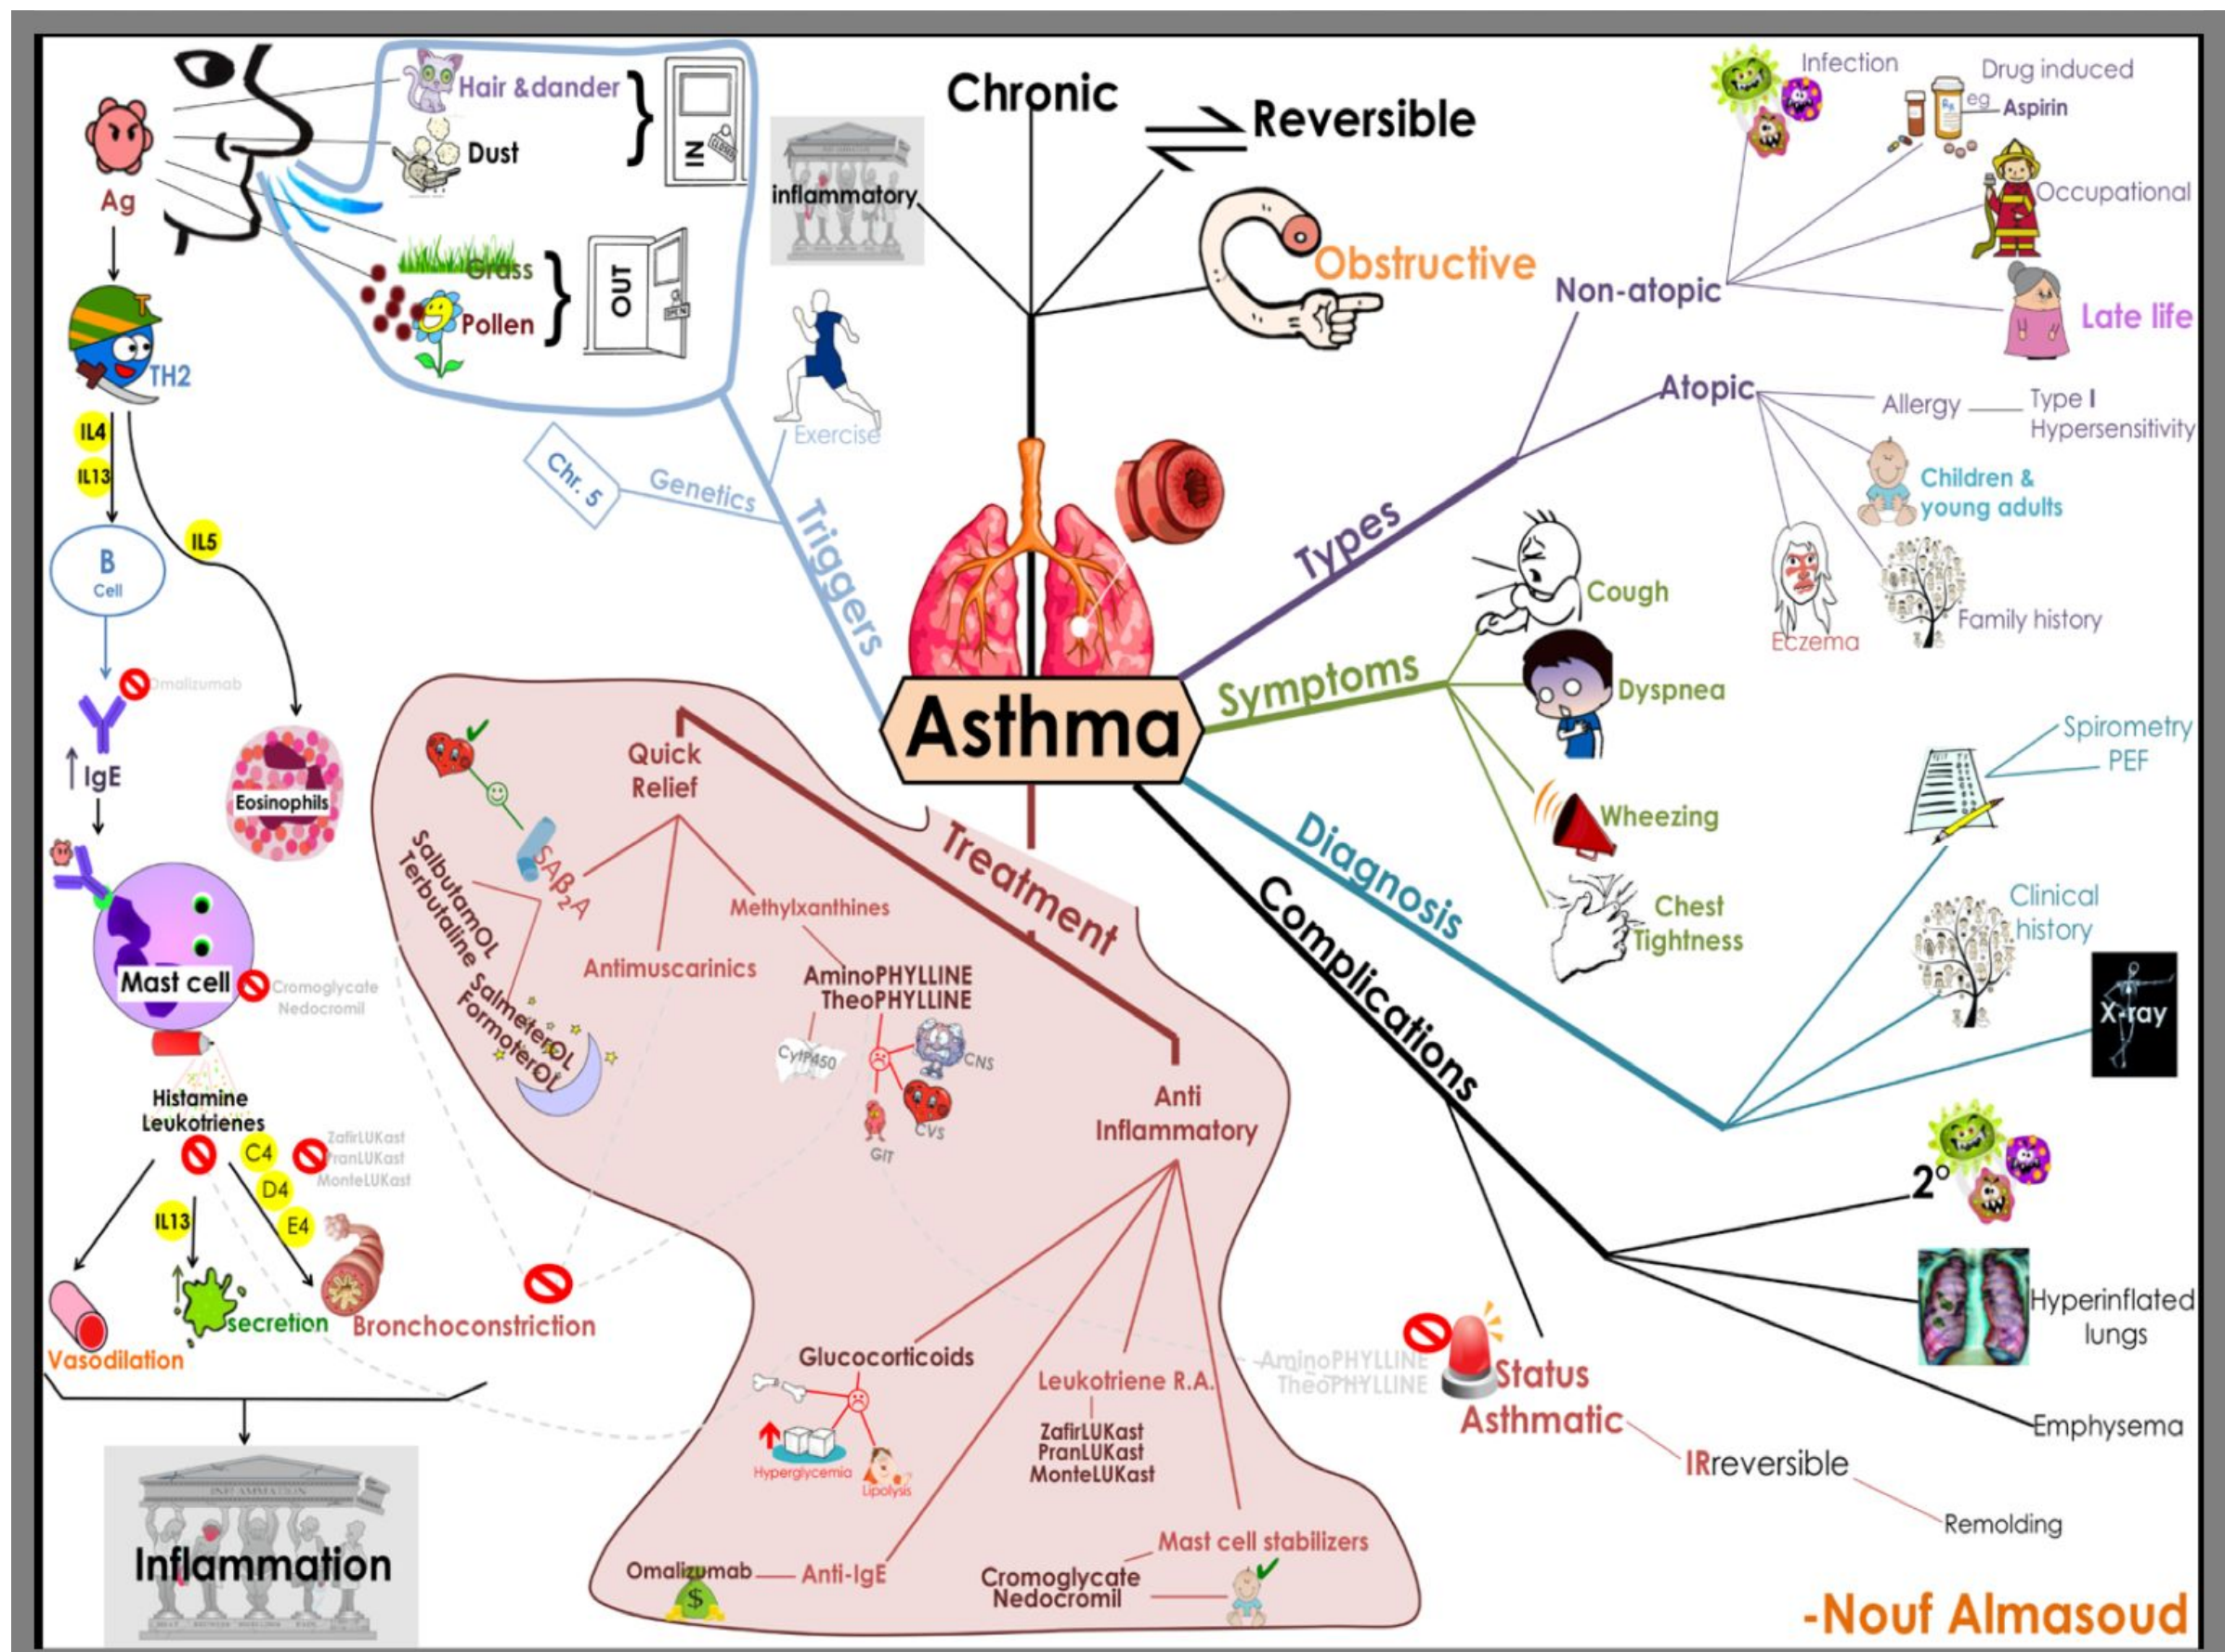 Chronic
Reversible
inflammatory
Obstructive
Asthma
Triggers
Hair & dander
Dust
IN
CLOSED
Grass
Pollen
OUT
OPEN
Exercise
Genetics
Chr. 5
Ag
T
TH2
IL4
IL13
IL5
B
Cell
Omalizumab
IgE
Eosinophils
Mast cell
Cromoglycate
Nedocromil
Histamine
Leukotrienes
C4
D4
E4
ZafirLUKast
PranLUKast
MonteLUKast
IL13
Vasodilation
secretion
Bronchoconstriction
INFLAMMATION
Inflammation
Types
Non-atopic
Infection
Drug induced
eg
Aspirin
Occupational
Late life
Atopic
Allergy
Type I
Hypersensitivity
Children &
young adults
Eczema
Family history
Symptoms
Cough
Dyspnea
Wheezing
Chest
Tightness
Diagnosis
Spirometry
PEF
Clinical
history
X-ray
Complications
2°
Hyperinflated
lungs
Emphysema
Status
Asthmatic
IRreversible
Remolding
AminoPHYLLINE
TheoPHYLLINE
Treatment
Quick
Relief
SAβ2A
SalbutamOL
Terbutaline
SalmeterOL
FormoterOL
Antimuscarinics
Methylxanthines
AminoPHYLLINE
TheoPHYLLINE
CytP450
CNS
CVS
GIT
Anti
Inflammatory
Glucocorticoids
Hyperglycemia
Lipolysis
Leukotriene R.A.
ZafirLUKast
PranLUKast
MonteLUKast
Omalizumab
Anti-IgE
$
Mast cell stabilizers
Cromoglycate
Nedocromil
-Nouf Almasoud